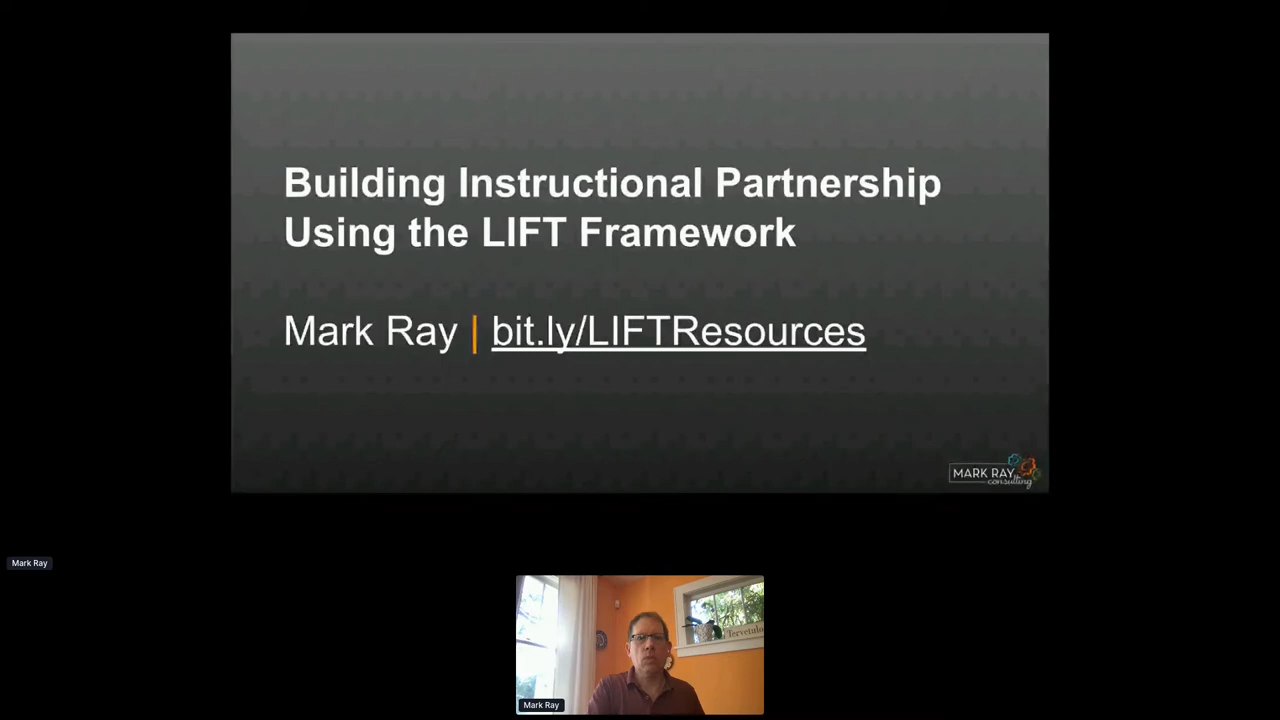 Building Instructional Partnership
Using the LIFT Framework
Mark Ray | bit.ly/LIFTResources
MARK RAY
consulting
Mark Ray
Tervetuloa
Mark Ray